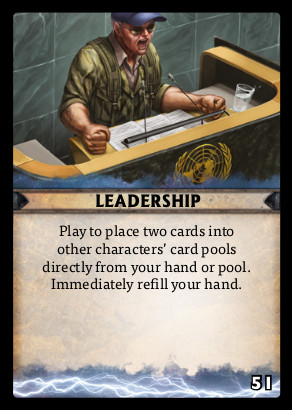 LEADERSHIP
Play to place two cards into
other characters’ card pools
directly from your hand or pool.
Immediately refill your hand.
51